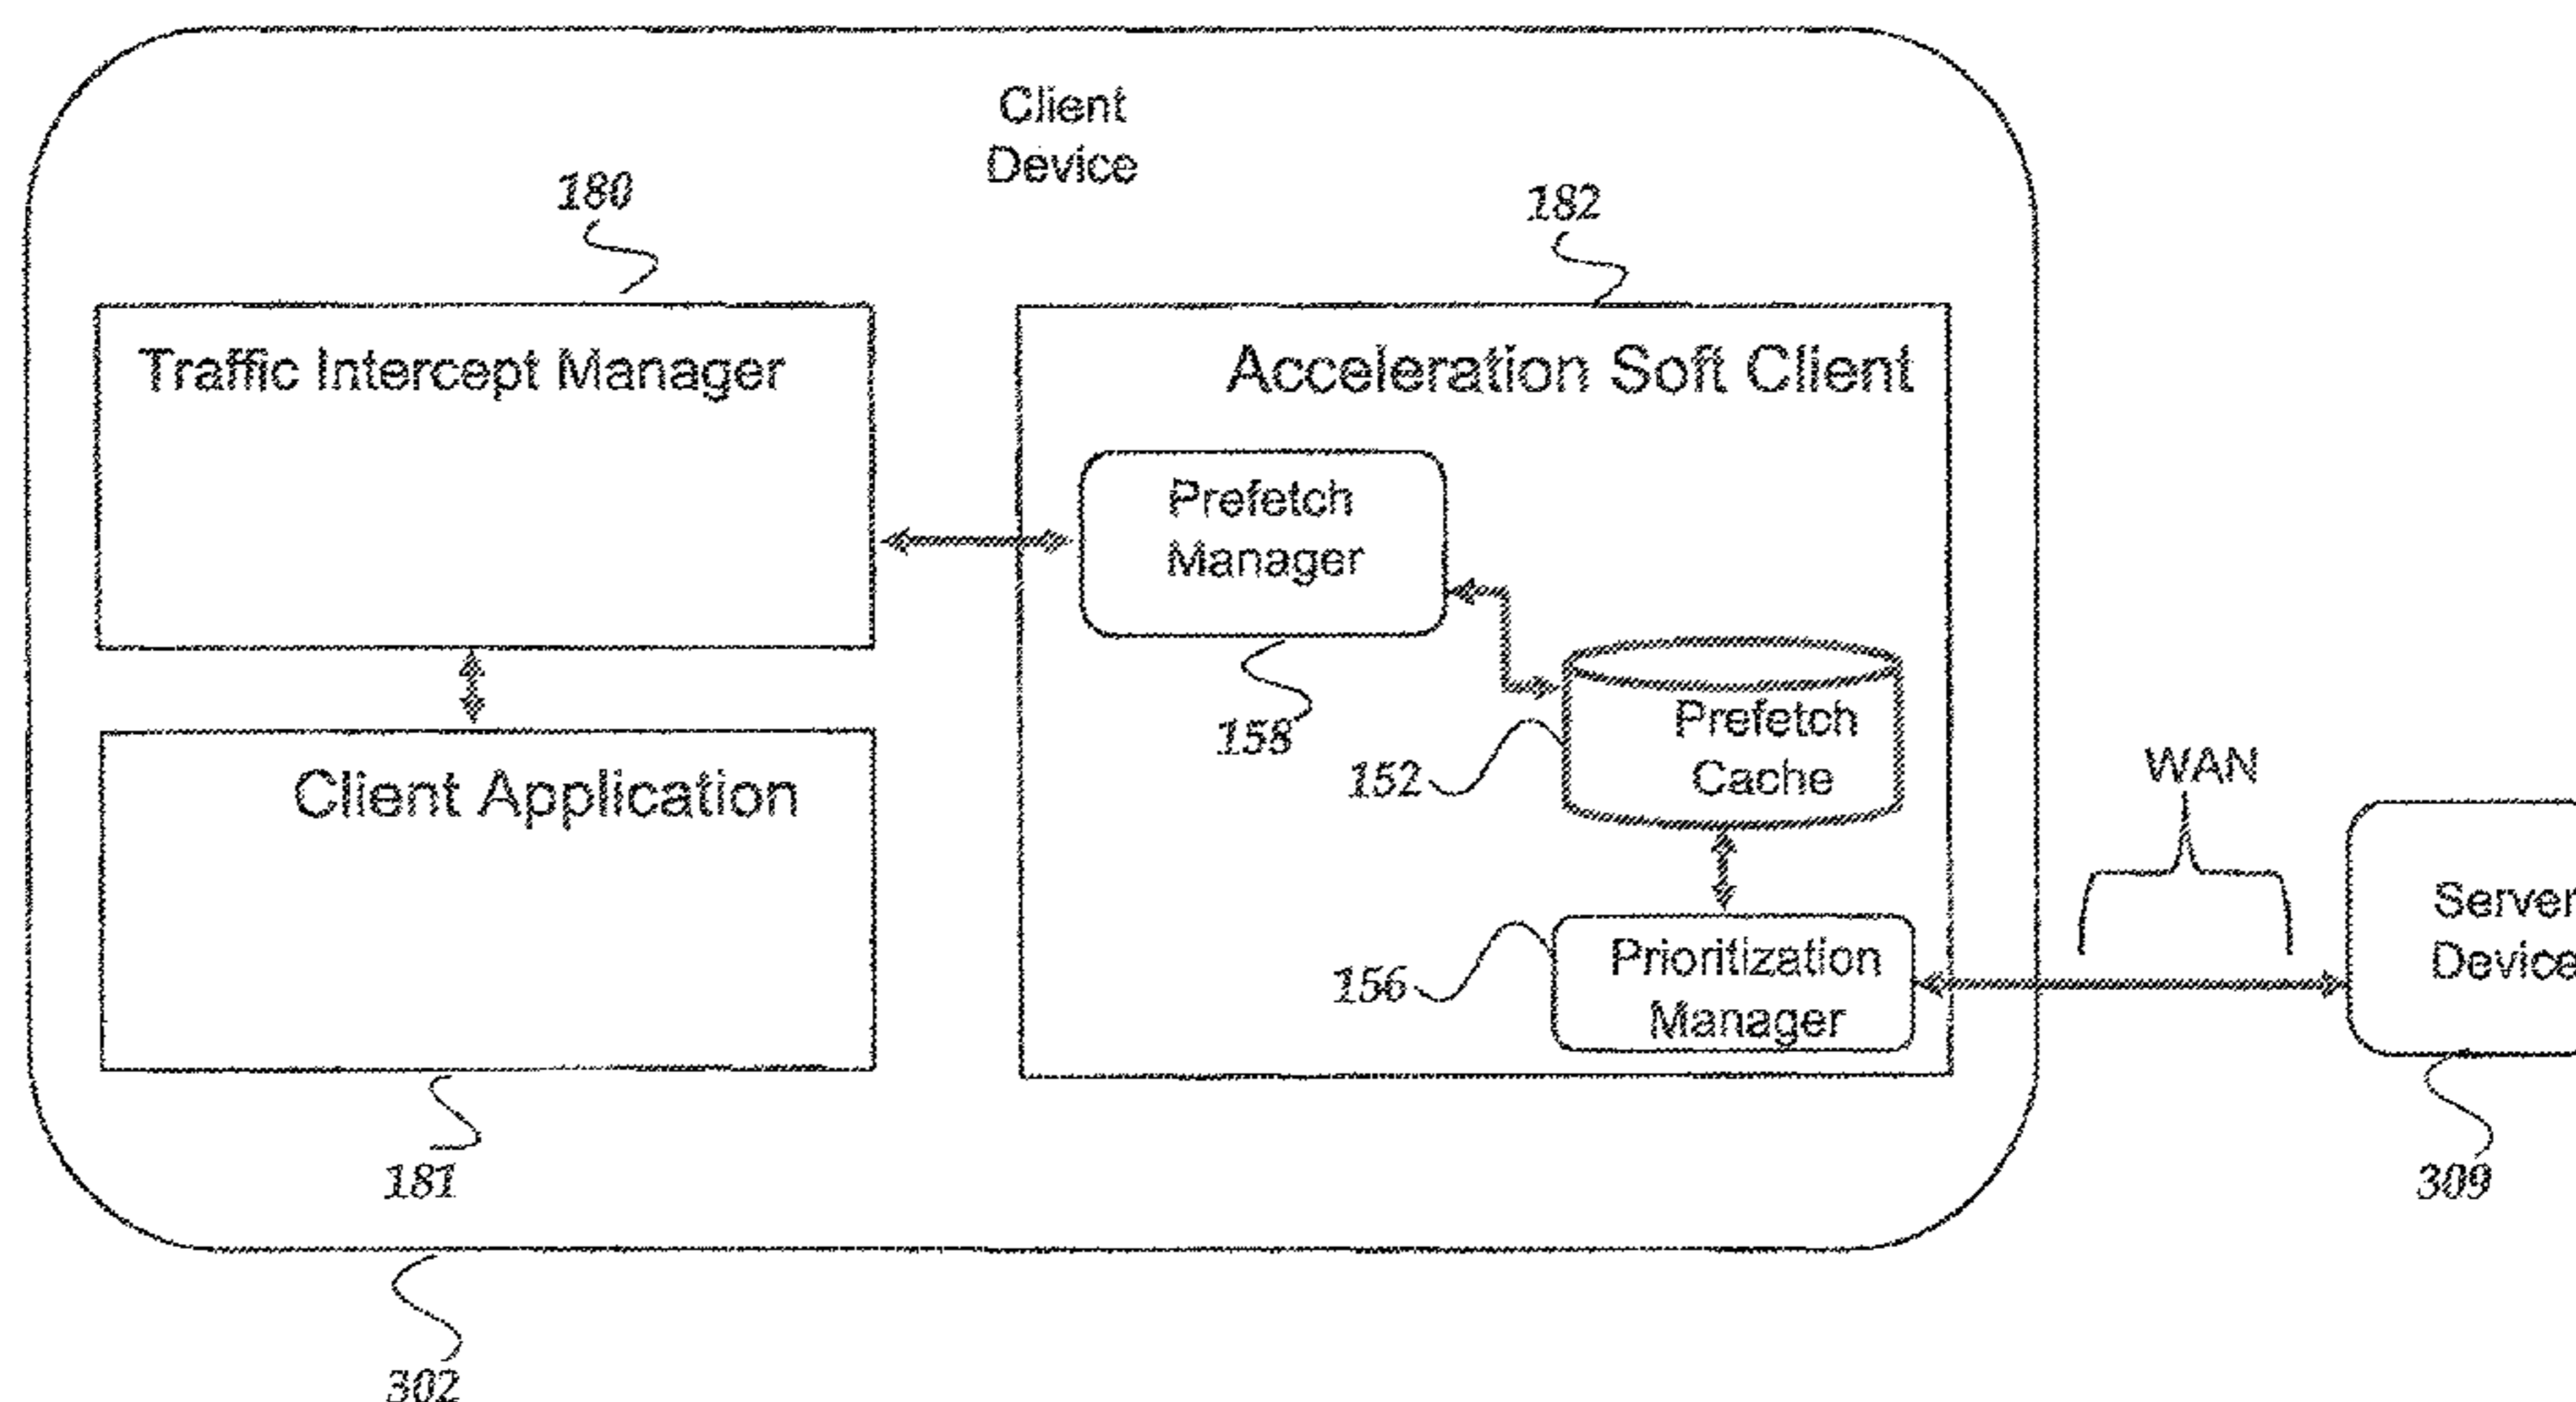 Client
Device
180
182
Traffic Intercept Manager
Acceleration Soft Client
Prefetch
Manager
158
Prefetch
Cache
152
WAN
Client Application
Server
Device
Prioritization
Manager
156
181
309
302